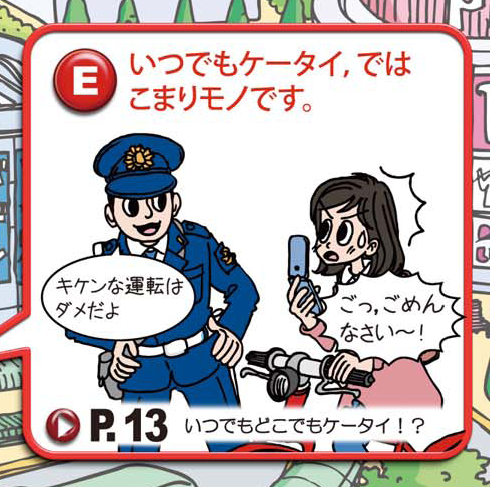 E
いつでもケータイ,では
こまりモノです。
キケンな運転は
ダメだよ
ごっ,ごめん
なさい～!
P.13 いつでもどこでもケータイ!?